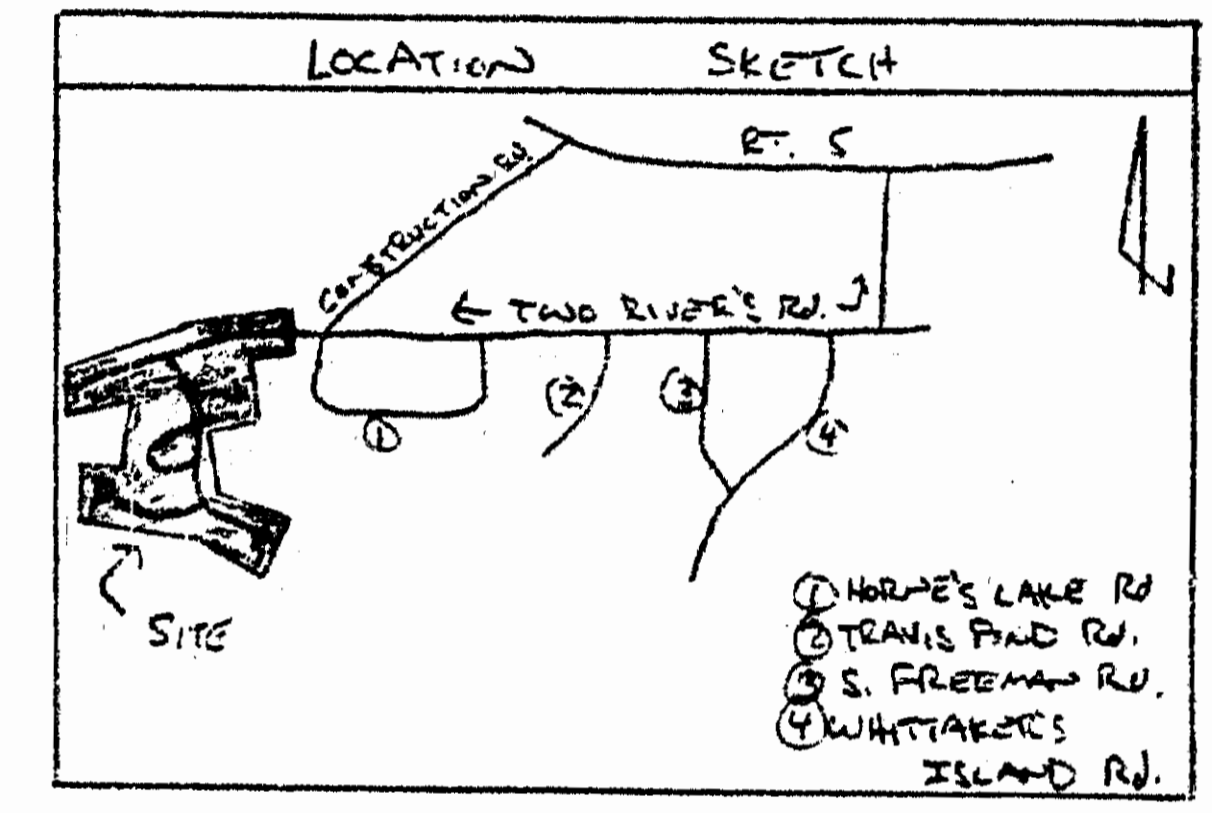 LOCATION SKETCH
RT. 5
CONSTRUCTION RD.
← TWO RIVER'S Rd.
2
3
1
4
SITE
N
1 HORNE'S LAKE Rd
2 TRAVIS POND Rd.
3 S. FREEMAN Rd.
4 WHITTAKER'S
ISLAND Rd.